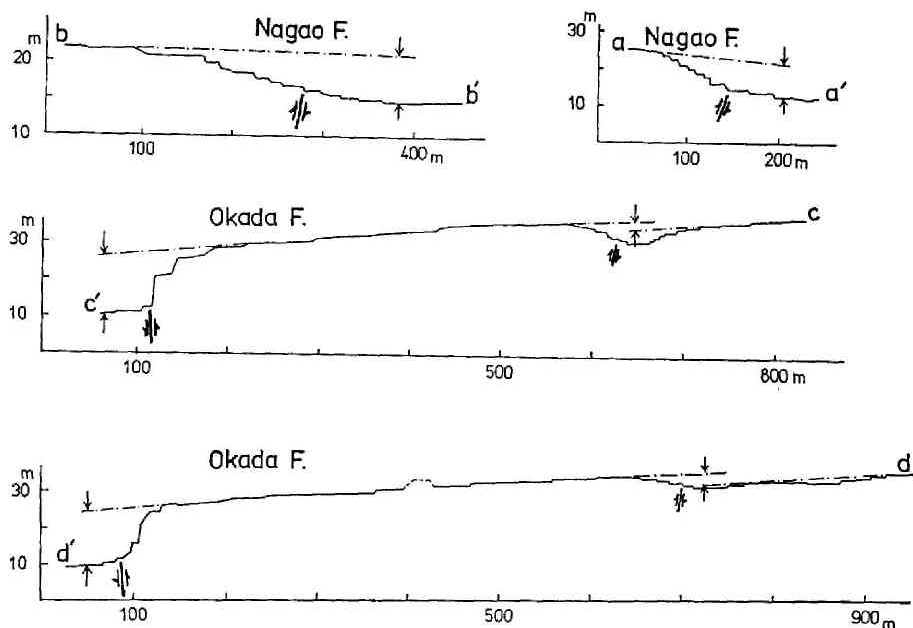 m b Nagao F.
20
b'
10
100 400 m
30 m a Nagao F.
10 a'
100 200 m
m Okada F. c
30
10 c'
100 500 800 m
m Okada F. d
30
10 d'
100 500 900 m